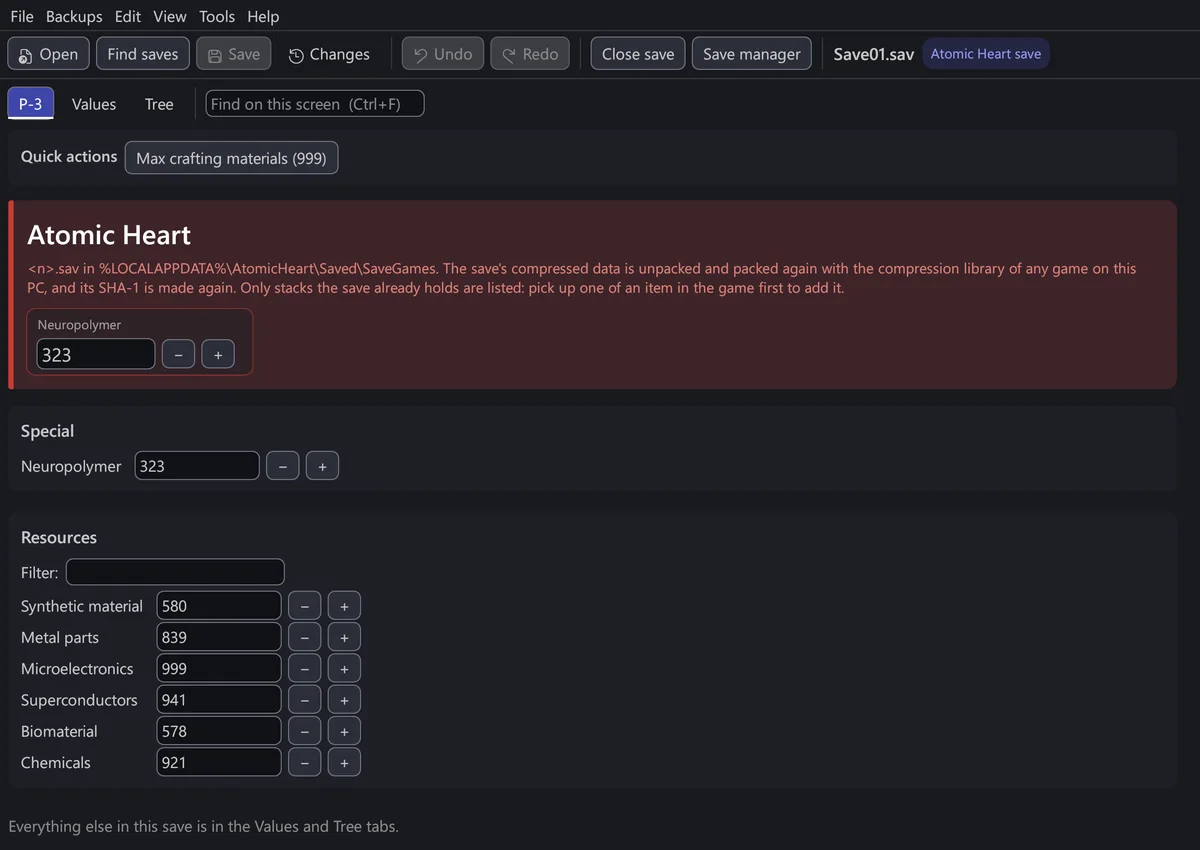 File Backups Edit View Tools Help
Open Find saves Save Changes Undo Redo Close save Save manager Save01.sav Atomic Heart save
P-3 Values Tree Find on this screen (Ctrl+F)
Quick actions Max crafting materials (999)
Atomic Heart
<n>.sav in %LOCALAPPDATA%\AtomicHeart\Saved\SaveGames. The save's compressed data is unpacked and packed again with the compression library of any game on this
PC, and its SHA-1 is made again. Only stacks the save already holds are listed: pick up one of an item in the game first to add it.
Neuropolymer
323 − +
Special
Neuropolymer 323 − +
Resources
Filter:
Synthetic material 580 − +
Metal parts 839 − +
Microelectronics 999 − +
Superconductors 941 − +
Biomaterial 578 − +
Chemicals 921 − +
Everything else in this save is in the Values and Tree tabs.